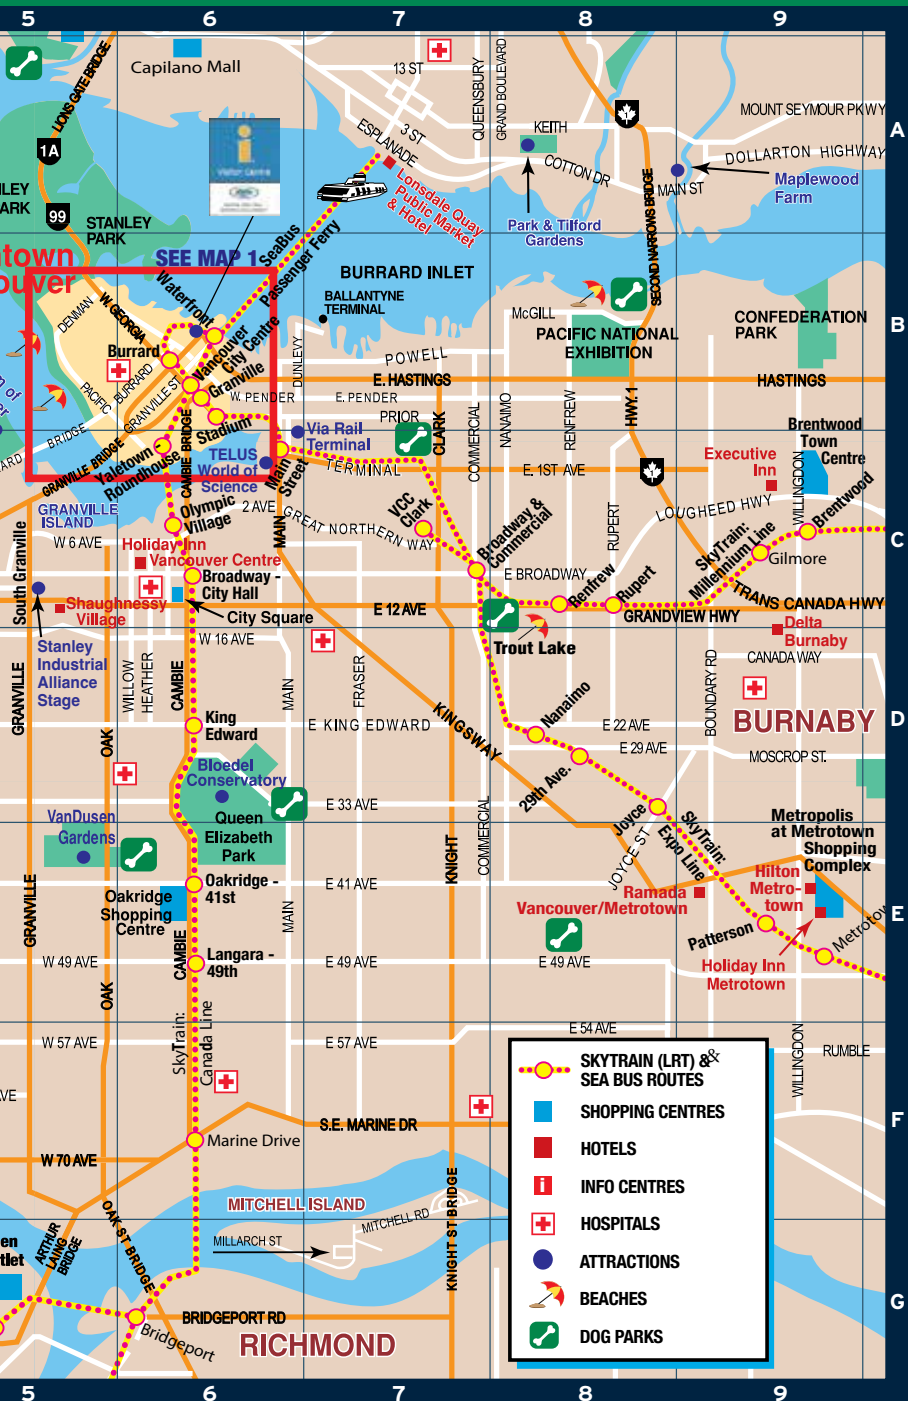 5 6 7 8 9
Capilano Mall
LIONS GATE BRIDGE
13 ST
QUEENSBURY
GRAND BOULEVARD
MOUNT SEYMOUR PKWY
1
A
KEITH
3 ST
ESPLANADE
1A
COTTON DR
DOLLARTON HIGHWAY
i
Visitor Centre
Maplewood
Farm
MAIN ST
Lonsdale Quay
Public Market
& Hotel
99
STANLEY
PARK
Park & Tilford
Gardens
SECOND NARROWS BRIDGE
SeaBus
Passenger Ferry
SEE MAP 1
BURRARD INLET
BALLANTYNE
TERMINAL
Waterfront
DENMAN
W. GEORGIA
McGILL
PACIFIC NATIONAL
EXHIBITION
CONFEDERATION
PARK
B
Burrard
Vancouver
City Centre
DUNLEVY
POWELL
E. HASTINGS
HASTINGS
HWY. 1
PACIFIC
BURRARD
GRANVILLE ST
Granville
W. PENDER
E. PENDER
PRIOR
CLARK
COMMERCIAL
NANAIMO
RENFREW
Stadium
Via Rail
Terminal
Brentwood
Town
Centre
BRIDGE
GRANVILLE BRIDGE
CAMBIE BRIDGE
Yaletown -
Roundhouse
TELUS
World of
Science
Main
Street
TERMINAL
E. 1ST AVE
1
Executive
Inn
WILLINGDON
GRANVILLE
ISLAND
Olympic
Village
2 AVE
GREAT NORTHERN WAY
VCC
Clark
LOUGHEED HWY
Brentwood
MAIN
W 6 AVE
Holiday Inn
Vancouver Centre
Broadway &
Commercial
RUPERT
SkyTrain:
Millennium Line
Gilmore
C
South Granville
Broadway -
City Hall
E BROADWAY
Renfrew
Rupert
TRANS CANADA HWY
Shaughnessy
Village
City Square
E 12 AVE
GRANDVIEW HWY
Delta
Burnaby
Trout Lake
W 16 AVE
Stanley
Industrial
Alliance
Stage
WILLOW
HEATHER
CAMBIE
MAIN
FRASER
BOUNDARY RD
CANADA WAY
GRANVILLE
OAK
King
Edward
E KING EDWARD
KINGSWAY
Nanaimo
E 22 AVE
E 29 AVE
BURNABY
D
MOSCROP ST.
Bloedel
Conservatory
29th Ave.
E 33 AVE
VanDusen
Gardens
Queen
Elizabeth
Park
COMMERCIAL
Joyce
JOYCE ST
SkyTrain:
Expo Line
Metropolis
at Metrotown
Shopping
Complex
KNIGHT
Oakridge -
41st
E 41 AVE
Oakridge
Shopping
Centre
Hilton
Metro-
town
Ramada
Vancouver/Metrotown
GRANVILLE
MAIN
E
Patterson
CAMBIE
Langara -
49th
W 49 AVE
E 49 AVE
E 49 AVE
Holiday Inn
Metrotown
OAK
SkyTrain:
Canada Line
W 57 AVE
E 57 AVE
E 54 AVE
WILLINGDON
RUMBLE
SKYTRAIN (LRT) &
&
SEA BUS ROUTES
SHOPPING CENTRES
HOTELS
i
INFO CENTRES
HOSPITALS
ATTRACTIONS
BEACHES
DOG PARKS
S.E. MARINE DR
F
Marine Drive
W 70 AVE
MITCHELL ISLAND
OAK ST BRIDGE
ARTHUR
LAING
BRIDGE
MITCHELL RD
MILLARCH ST
KNIGHT ST BRIDGE
G
BRIDGEPORT RD
Bridgeport
RICHMOND
5 6 7 8 9